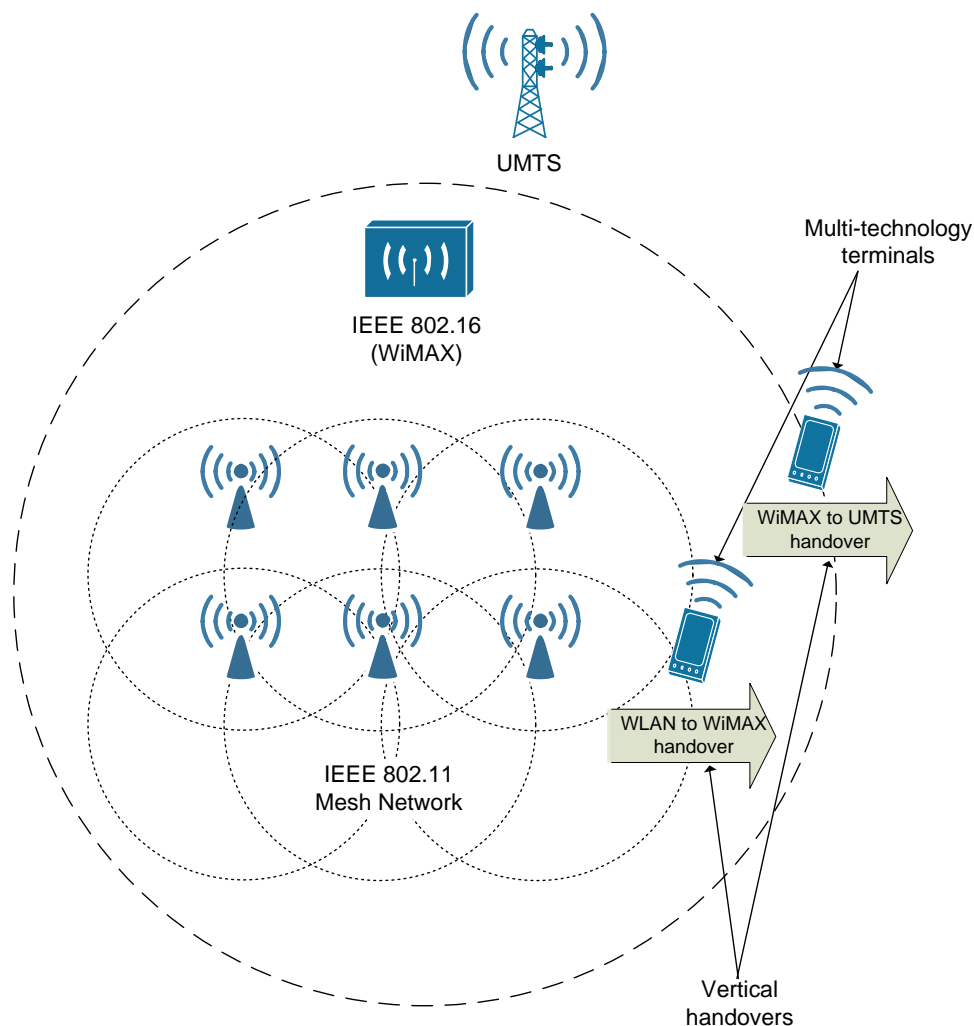 UMTS
Multi-technology
terminals
IEEE 802.16
(WiMAX)
WiMAX to UMTS
handover
WLAN to WiMAX
handover
IEEE 802.11
Mesh Network
Vertical
handovers